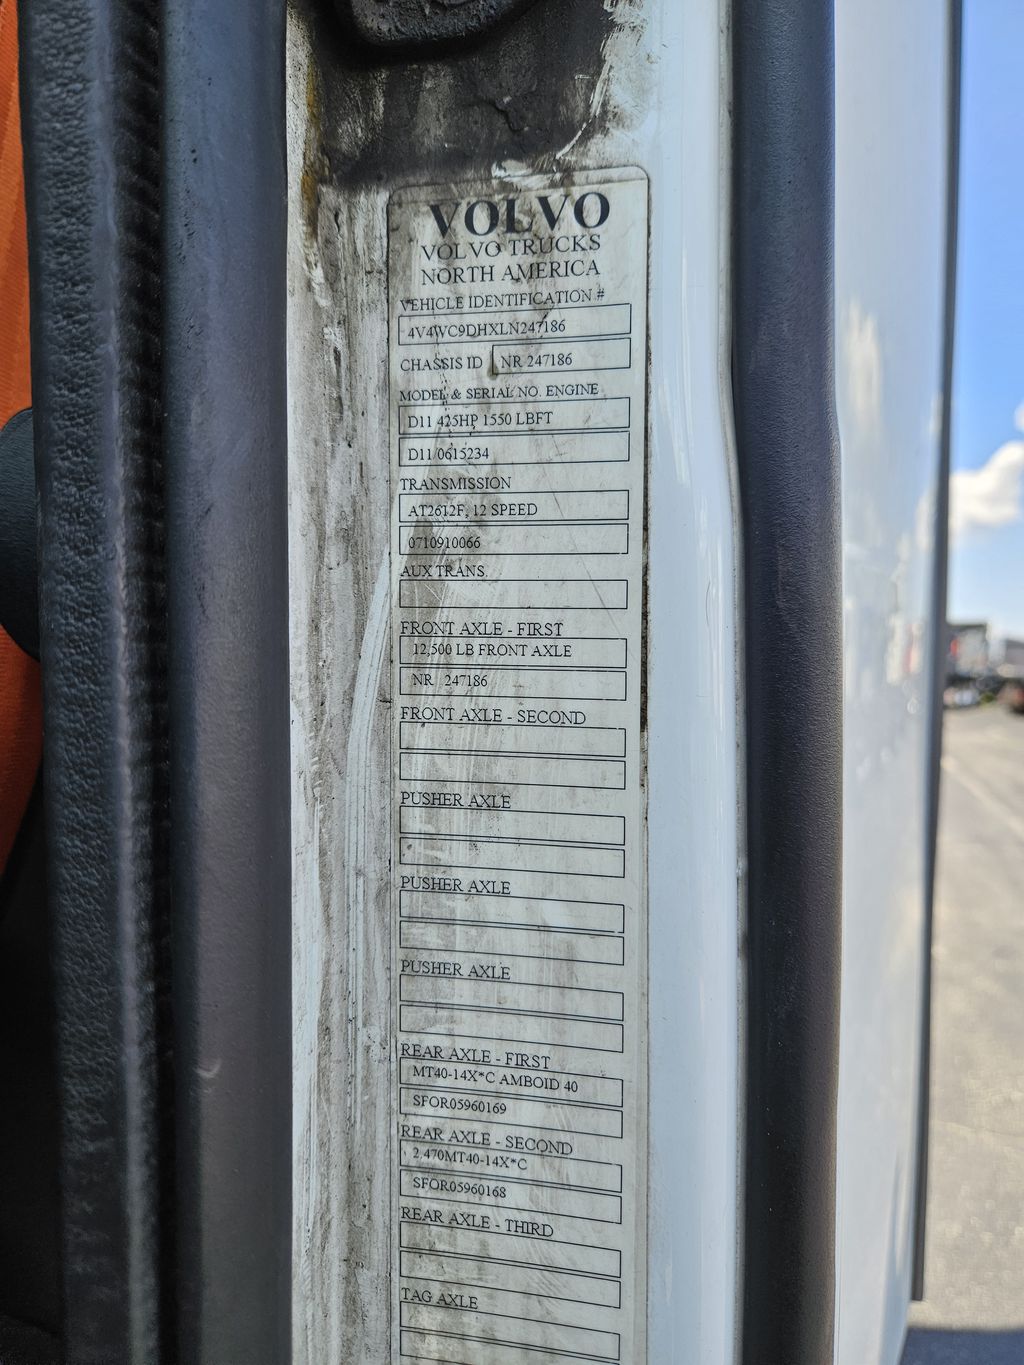 VOLVO
VOLVO TRUCKS
NORTH AMERICA
VEHICLE IDENTIFICATION #
4V4WC9DHXLN247186
CHASSIS ID NR 247186
MODEL & SERIAL NO. ENGINE
D11 425HP 1550 LBFT
D11/0615234
TRANSMISSION
AT2612F, 12 SPEED
0710910066
AUX TRANS.
FRONT AXLE - FIRST
12,500 LB FRONT AXLE
NR 247186
FRONT AXLE - SECOND
PUSHER AXLE
PUSHER AXLE
PUSHER AXLE
REAR AXLE - FIRST
MT40-14X*C AMBOID 40
SFOR05960169
REAR AXLE - SECOND
2,470MT40-14X*C
SFOR05960168
REAR AXLE - THIRD
TAG AXLE